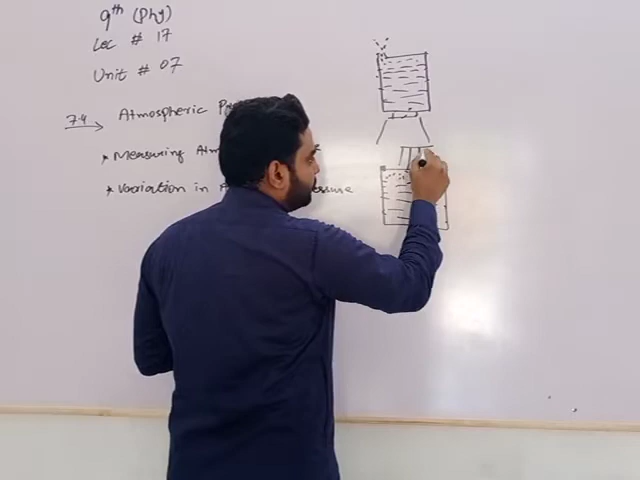 9th (Phy)
Lec # 17
Unit # 07
7.4 → Atmospheric
* Measuring
* Variation in